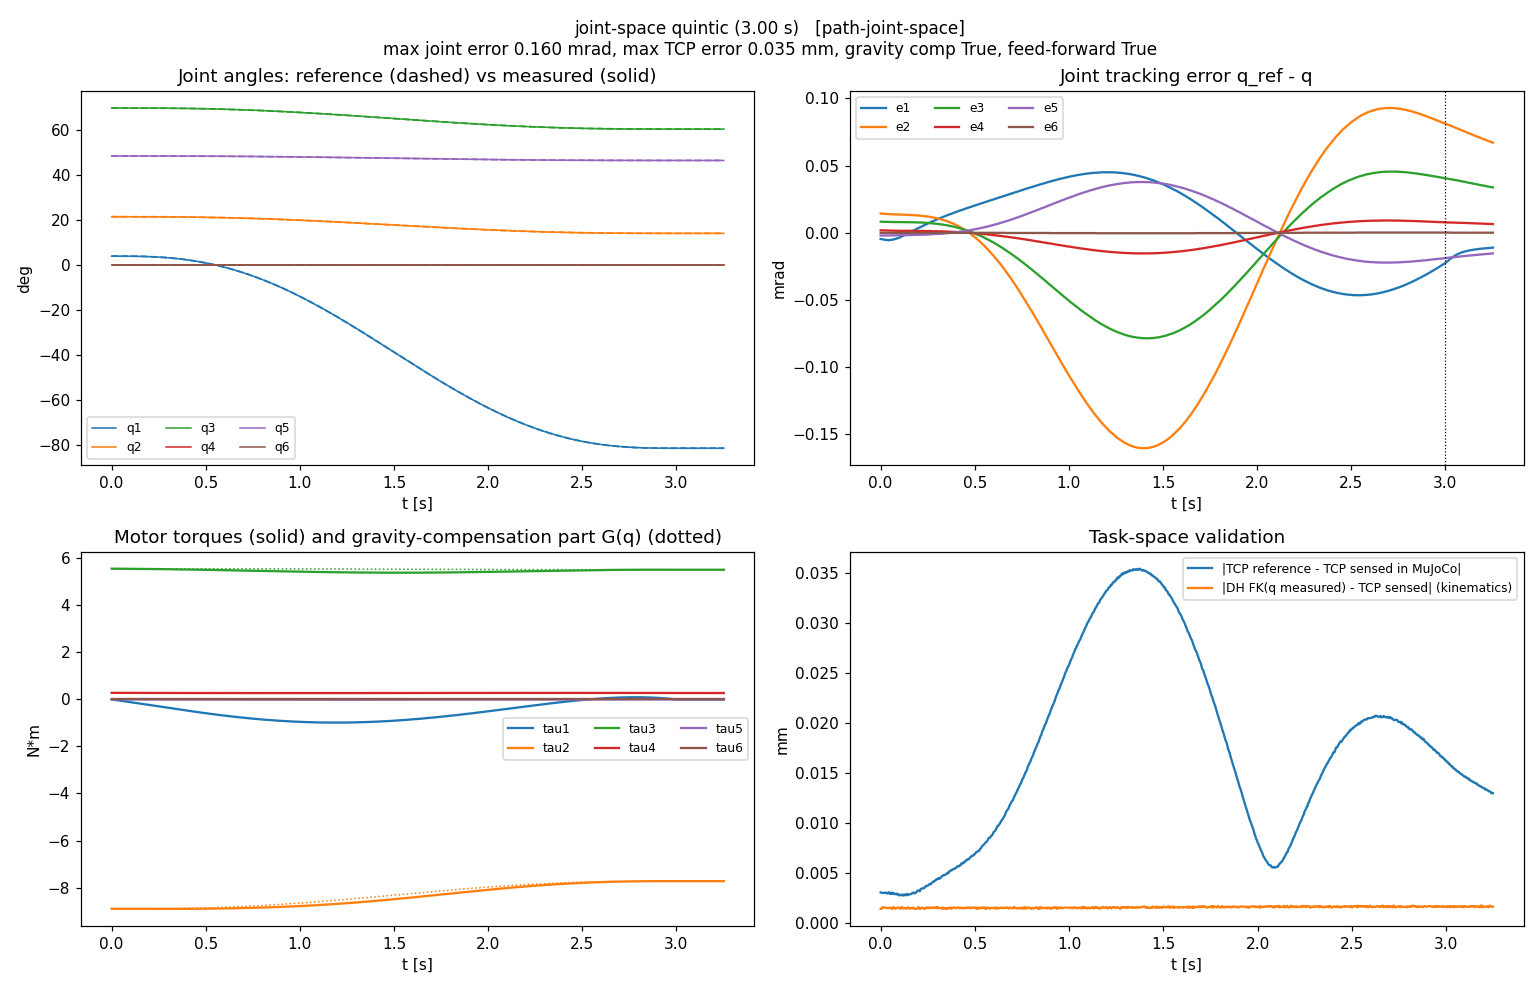 joint-space quintic (3.00 s)   [path-joint-space]
max joint error 0.160 mrad, max TCP error 0.035 mm, gravity comp True, feed-forward True
Joint angles: reference (dashed) vs measured (solid)
60
40
20
0
−20
−40
−60
−80
deg
q1 q3 q5
q2 q4 q6
0.0 0.5 1.0 1.5 2.0 2.5 3.0
t [s]
Joint tracking error q_ref - q
0.10
0.05
0.00
−0.05
−0.10
−0.15
mrad
e1 e3 e5
e2 e4 e6
0.0 0.5 1.0 1.5 2.0 2.5 3.0
t [s]
Motor torques (solid) and gravity-compensation part G(q) (dotted)
6
4
2
0
−2
−4
−6
−8
N*m
tau1 tau3 tau5
tau2 tau4 tau6
0.0 0.5 1.0 1.5 2.0 2.5 3.0
t [s]
Task-space validation
0.035
0.030
0.025
0.020
0.015
0.010
0.005
0.000
mm
|TCP reference - TCP sensed in MuJoCo|
|DH FK(q measured) - TCP sensed| (kinematics)
0.0 0.5 1.0 1.5 2.0 2.5 3.0
t [s]